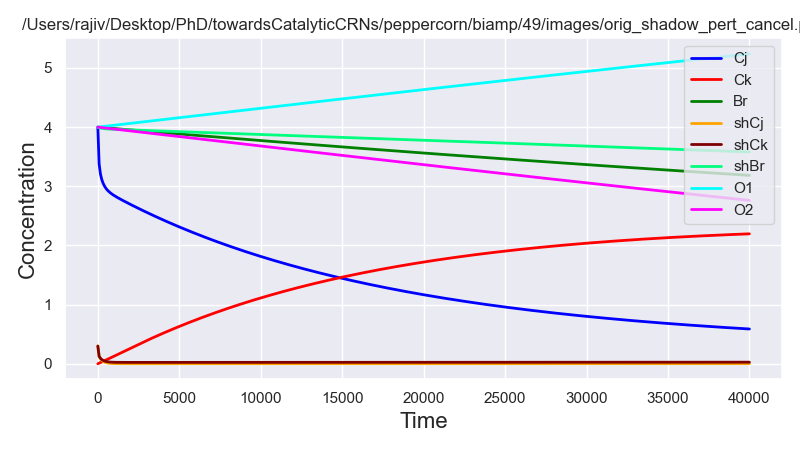 /Users/rajiv/Desktop/PhD/towardsCatalyticCRNs/peppercorn/biamp/49/images/orig_shadow_pert_cancel.p
Concentration
5
4
3
2
1
0
Cj
Ck
Br
shCj
shCk
shBr
O1
O2
0 5000 10000 15000 20000 25000 30000 35000 40000
Time